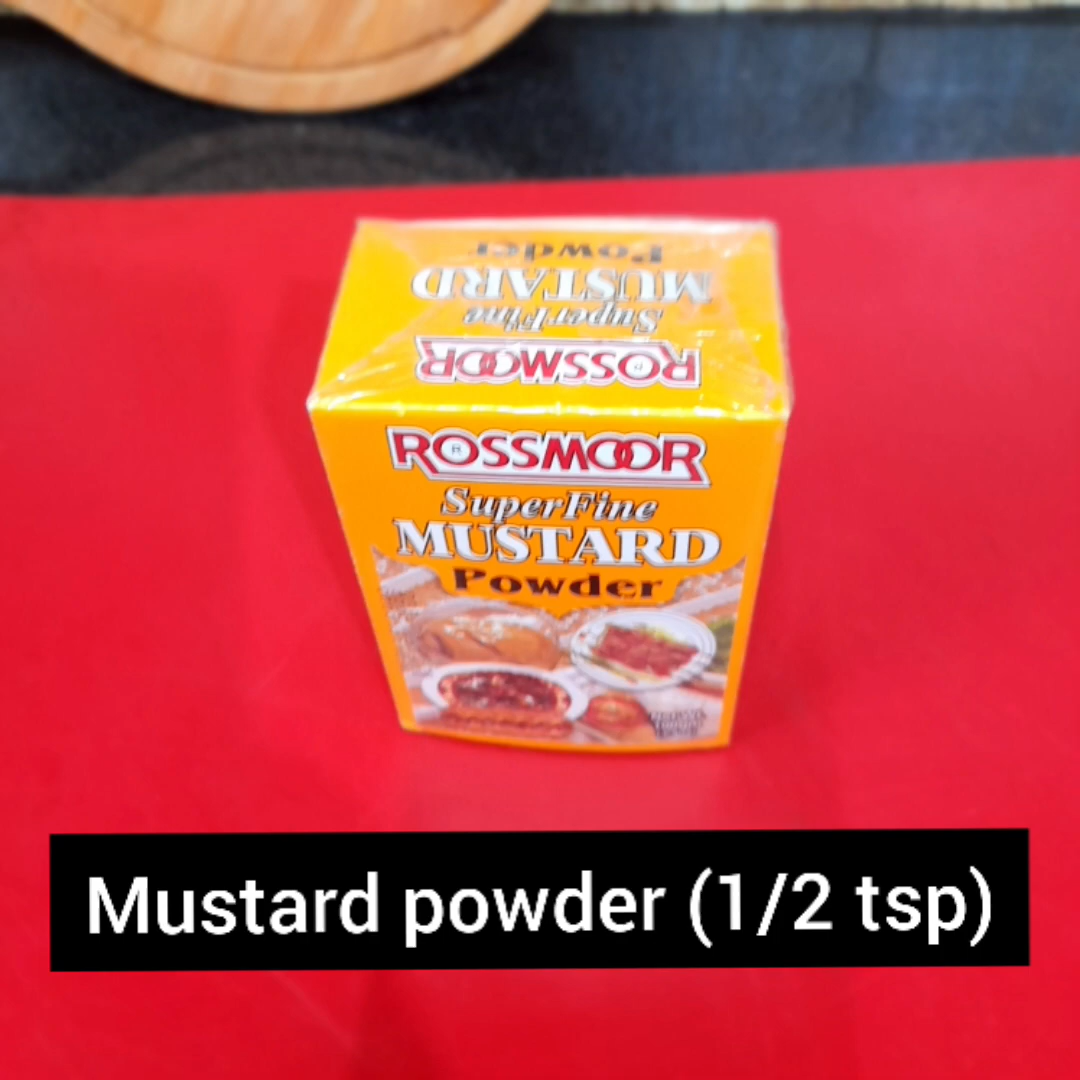 Powder
MUSTARD
SuperFine
ROSSMOOR
ROSSMOOR
SuperFine
MUSTARD
Powder
Mustard powder (1/2 tsp)